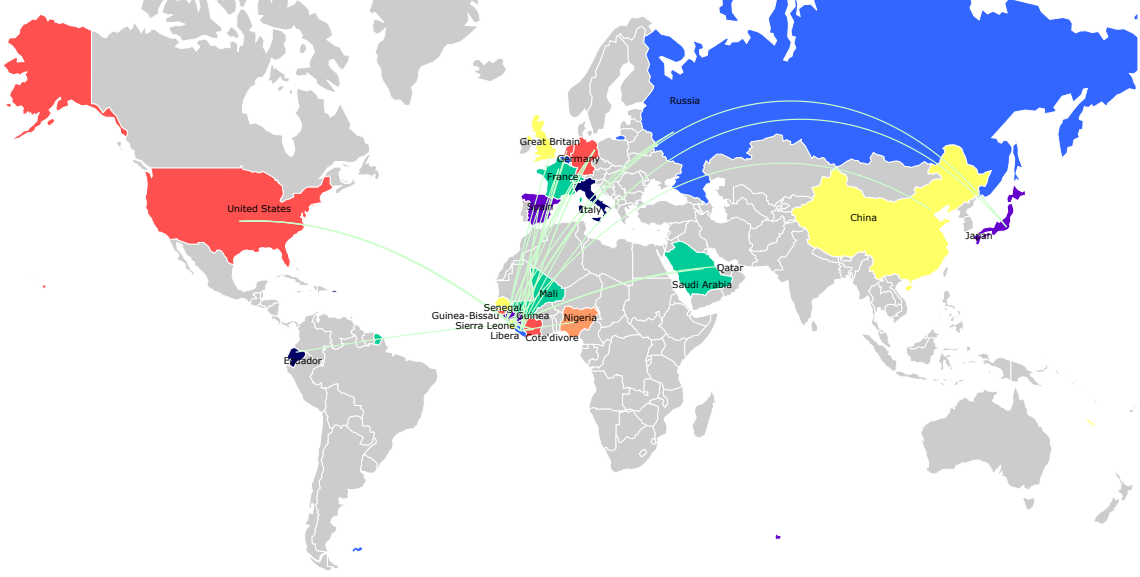 Russia
Great Britain
Germany
France
United States
Spain
Italy
China
Japan
Qatar
Saudi Arabia
Mali
Senegal
Guinea-Bissau
Guinea
Nigeria
Sierra Leone
Libera
Cote'divore
Ecuador